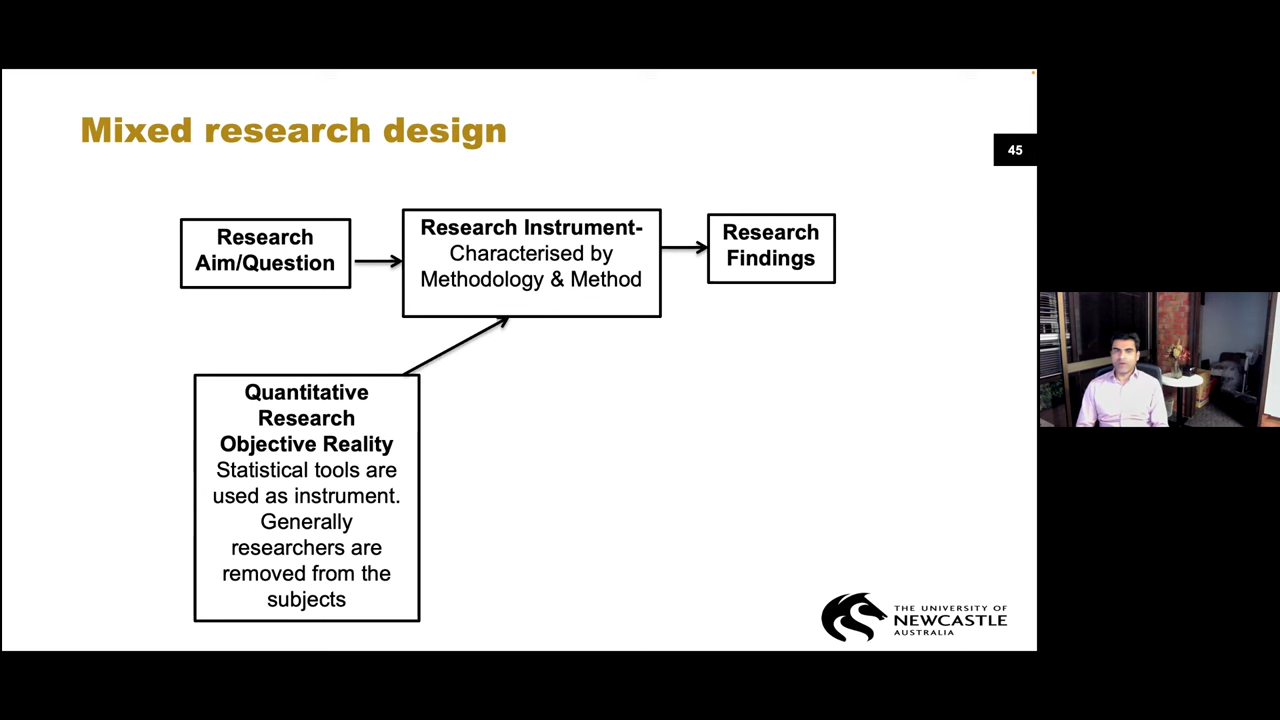 Mixed research design
45
Research
Aim/Question
Research Instrument-
Characterised by
Methodology & Method
Research
Findings
Quantitative
Research
Objective Reality
Statistical tools are
used as instrument.
Generally
researchers are
removed from the
subjects
THE UNIVERSITY OF
NEWCASTLE
AUSTRALIA